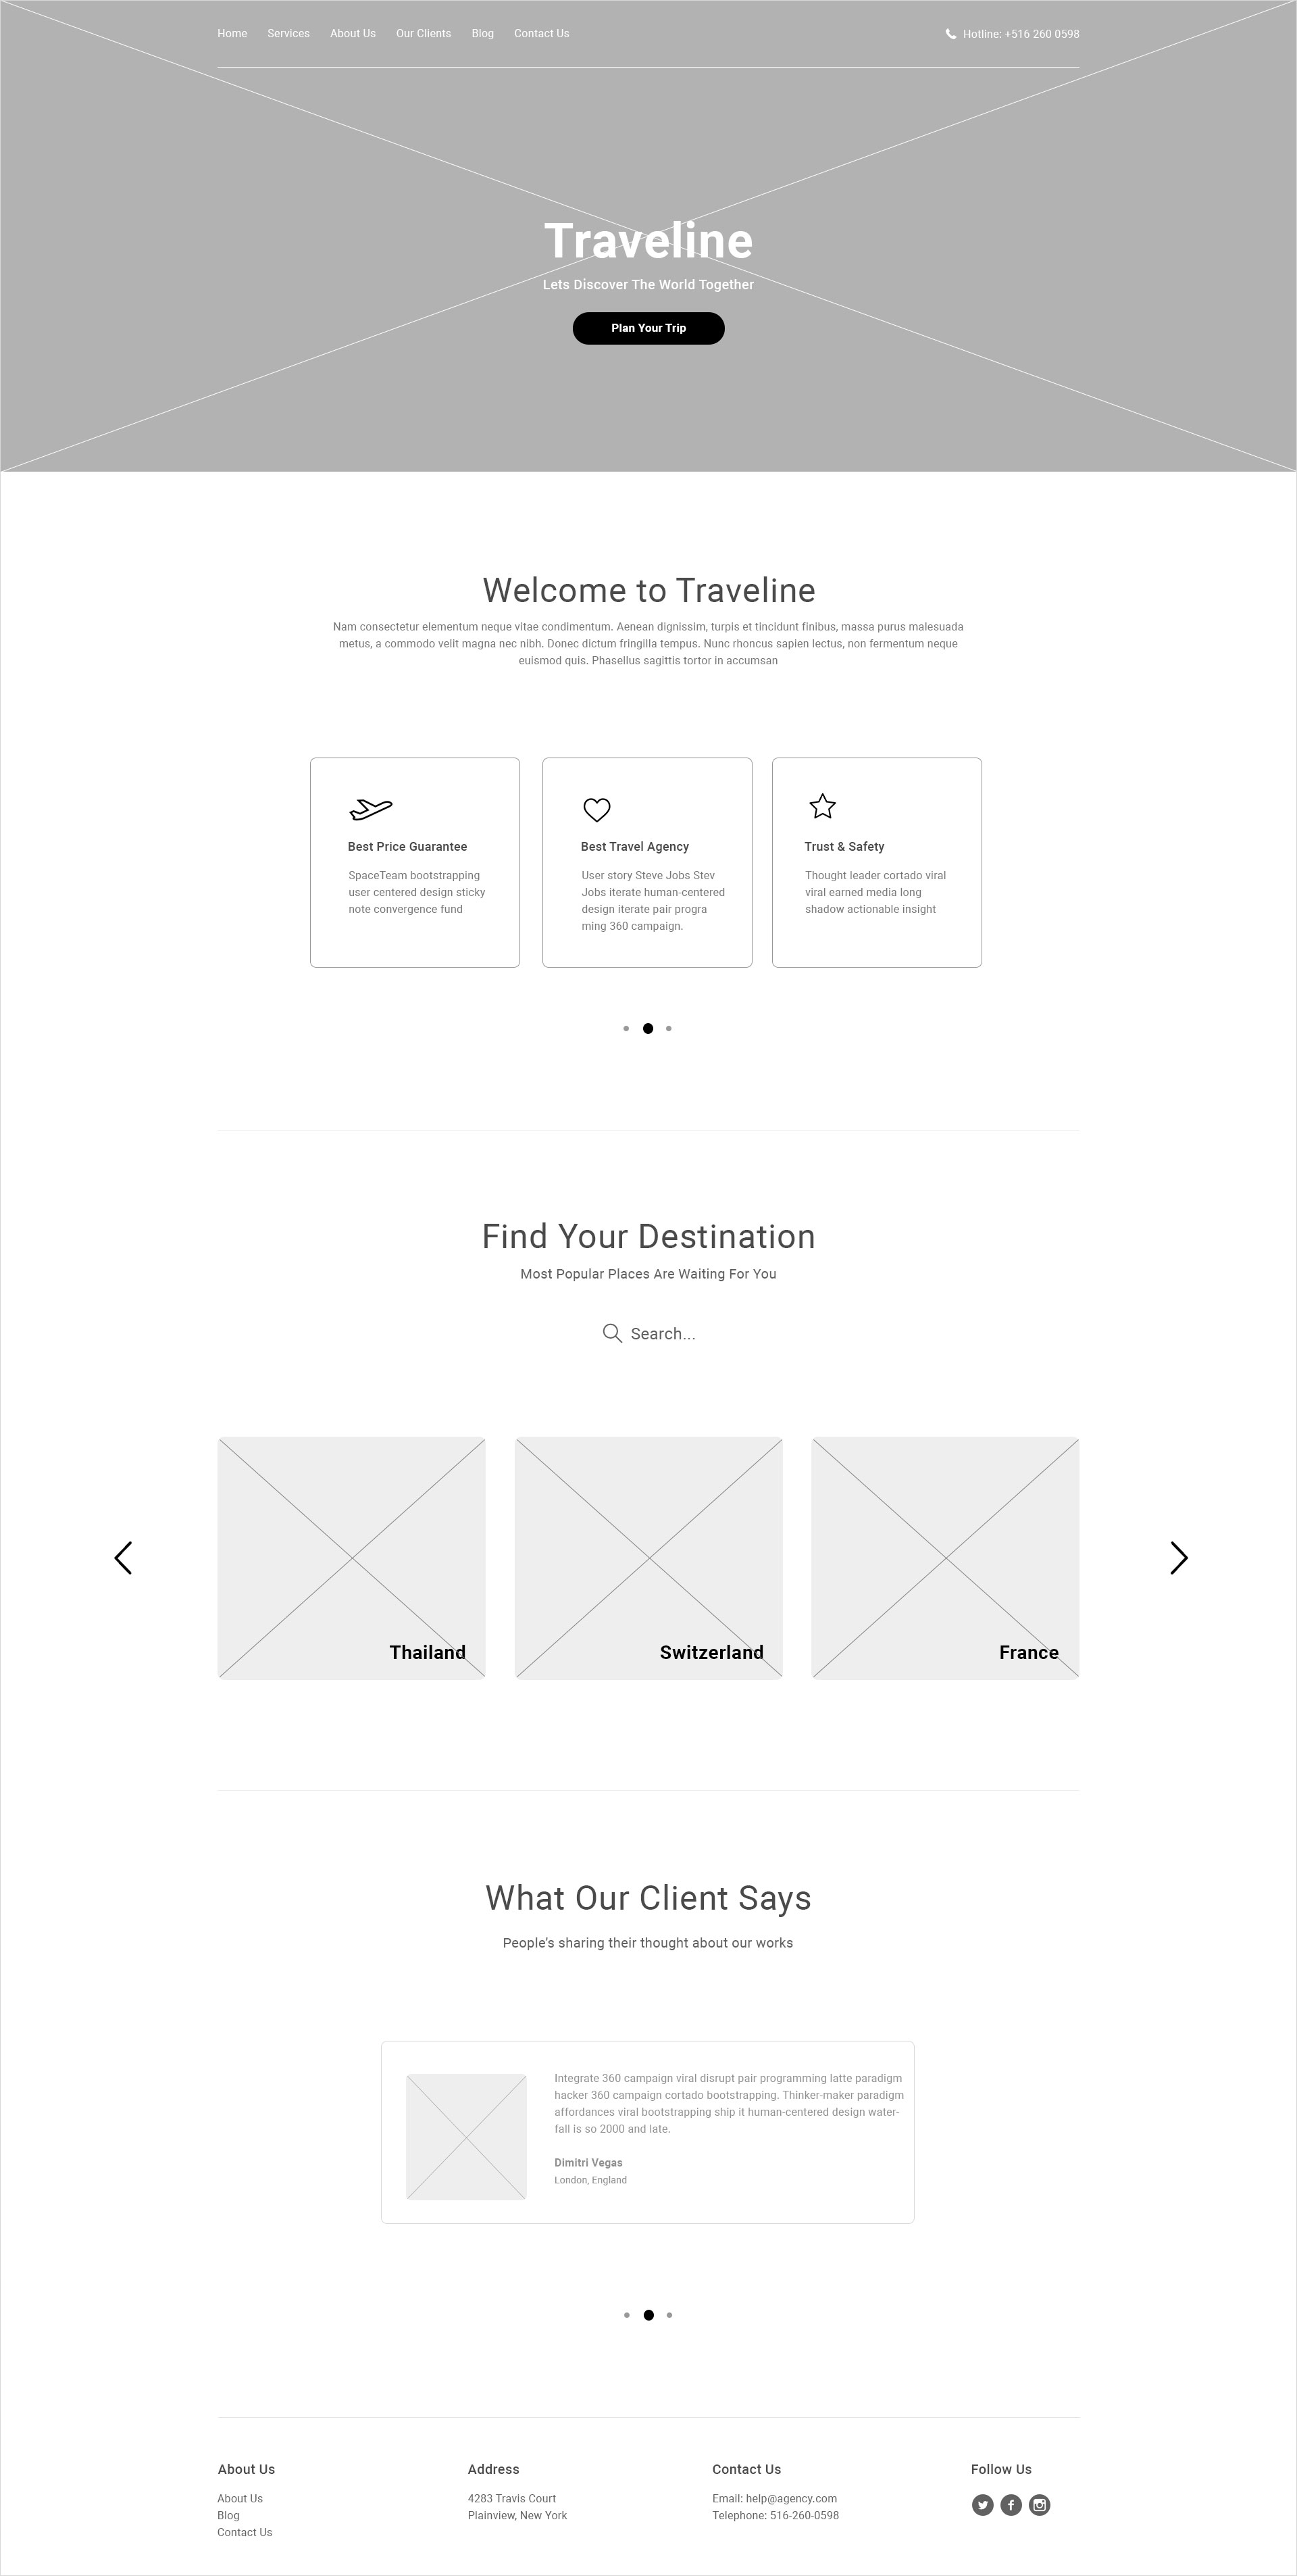 Home Services About Us Our Clients Blog Contact Us Hotline: +516 260 0598
Traveline
Lets Discover The World Together
Plan Your Trip
Welcome to Traveline
Nam consectetur elementum neque vitae condimentum. Aenean dignissim, turpis et tincidunt finibus, massa purus malesuada
metus, a commodo velit magna nec nibh. Donec dictum fringilla tempus. Nunc rhoncus sapien lectus, non fermentum neque
euismod quis. Phasellus sagittis tortor in accumsan
Best Price Guarantee
SpaceTeam bootstrapping
user centered design sticky
note convergence fund
Best Travel Agency
User story Steve Jobs Stev
Jobs iterate human-centered
design iterate pair progra
ming 360 campaign.
Trust & Safety
Thought leader cortado viral
viral earned media long
shadow actionable insight
Find Your Destination
Most Popular Places Are Waiting For You
Search...
Thailand
Switzerland
France
What Our Client Says
People's sharing their thought about our works
Integrate 360 campaign viral disrupt pair programming latte paradigm
hacker 360 campaign cortado bootstrapping. Thinker-maker paradigm
affordances viral bootstrapping ship it human-centered design water-
fall is so 2000 and late.
Dimitri Vegas
London, England
About Us
About Us
Blog
Contact Us
Address
4283 Travis Court
Plainview, New York
Contact Us
Email: help@agency.com
Telephone: 516-260-0598
Follow Us